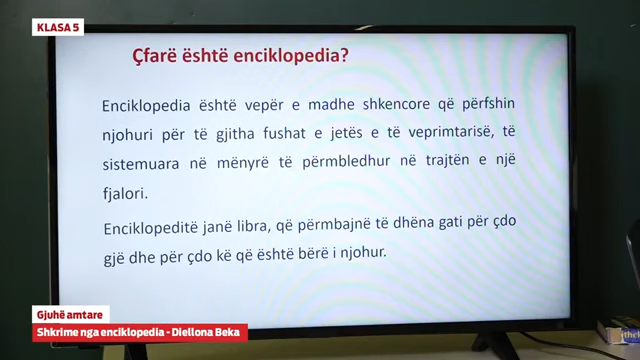 KLASA 5
Çfarë është enciklopedia?
Enciklopedia është vepër e madhe shkencore që përfshin
njohuri për të gjitha fushat e jetës e të veprimtarisë, të
sistemuara në mënyrë të përmbledhur në trajtën e një
fjalori.
Enciklopeditë janë libra, që përmbajnë të dhëna gati për çdo
gjë dhe për çdo kë që është bërë i njohur.
Gjuhë amtare
Shkrime nga enciklopedia - Diellona Beka